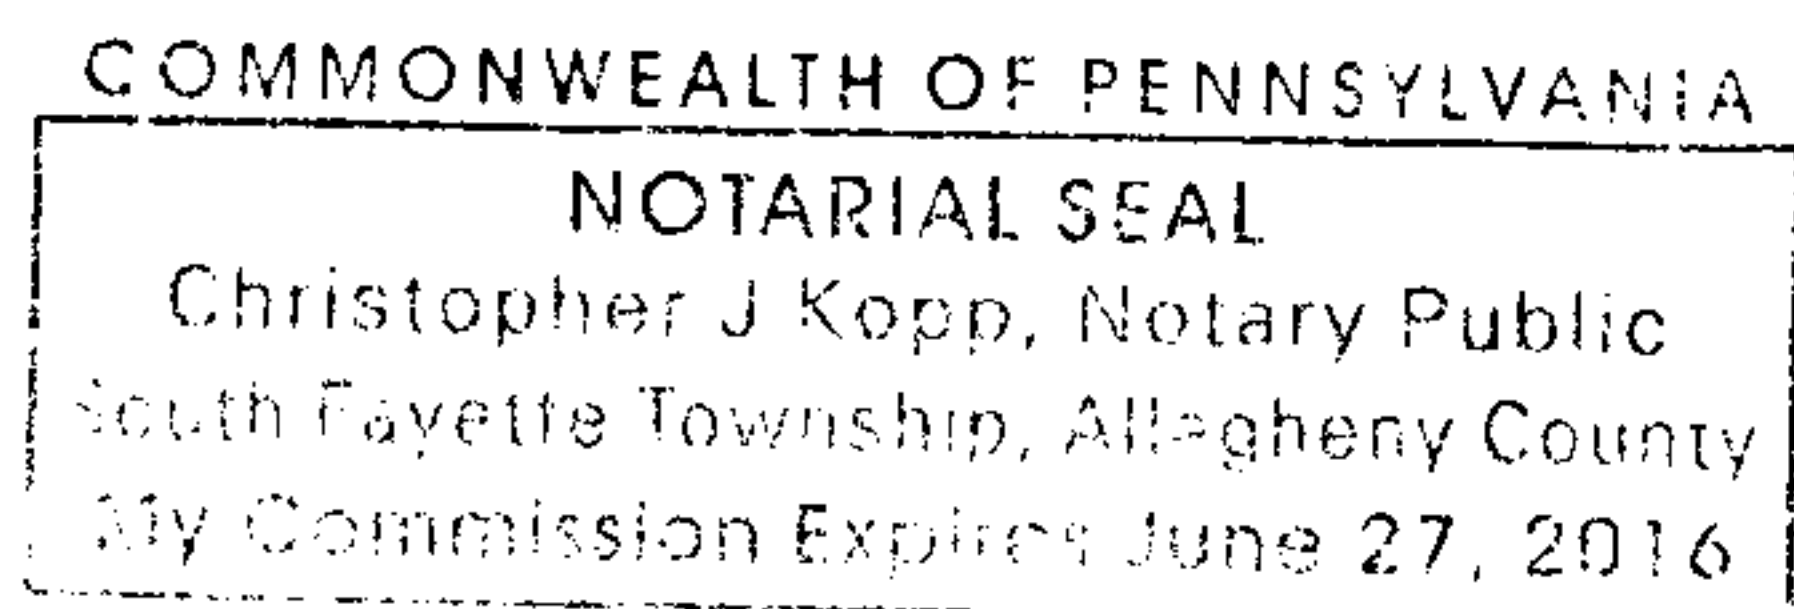 COMMONWEALTH OF PENNSYLVANIA
NOTARIAL SEAL
Christopher J Kopp, Notary Public
South Fayette Township, Allegheny County
My Commission Expires June 27, 2016